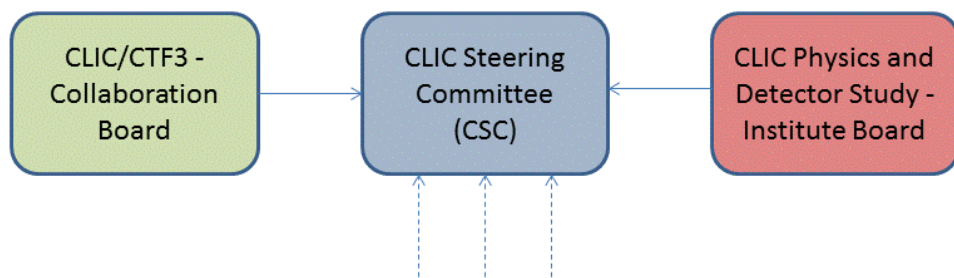 CLIC/CTF3 -
Collaboration
Board
CLIC Steering
Committee
(CSC)
CLIC Physics and
Detector Study -
Institute Board